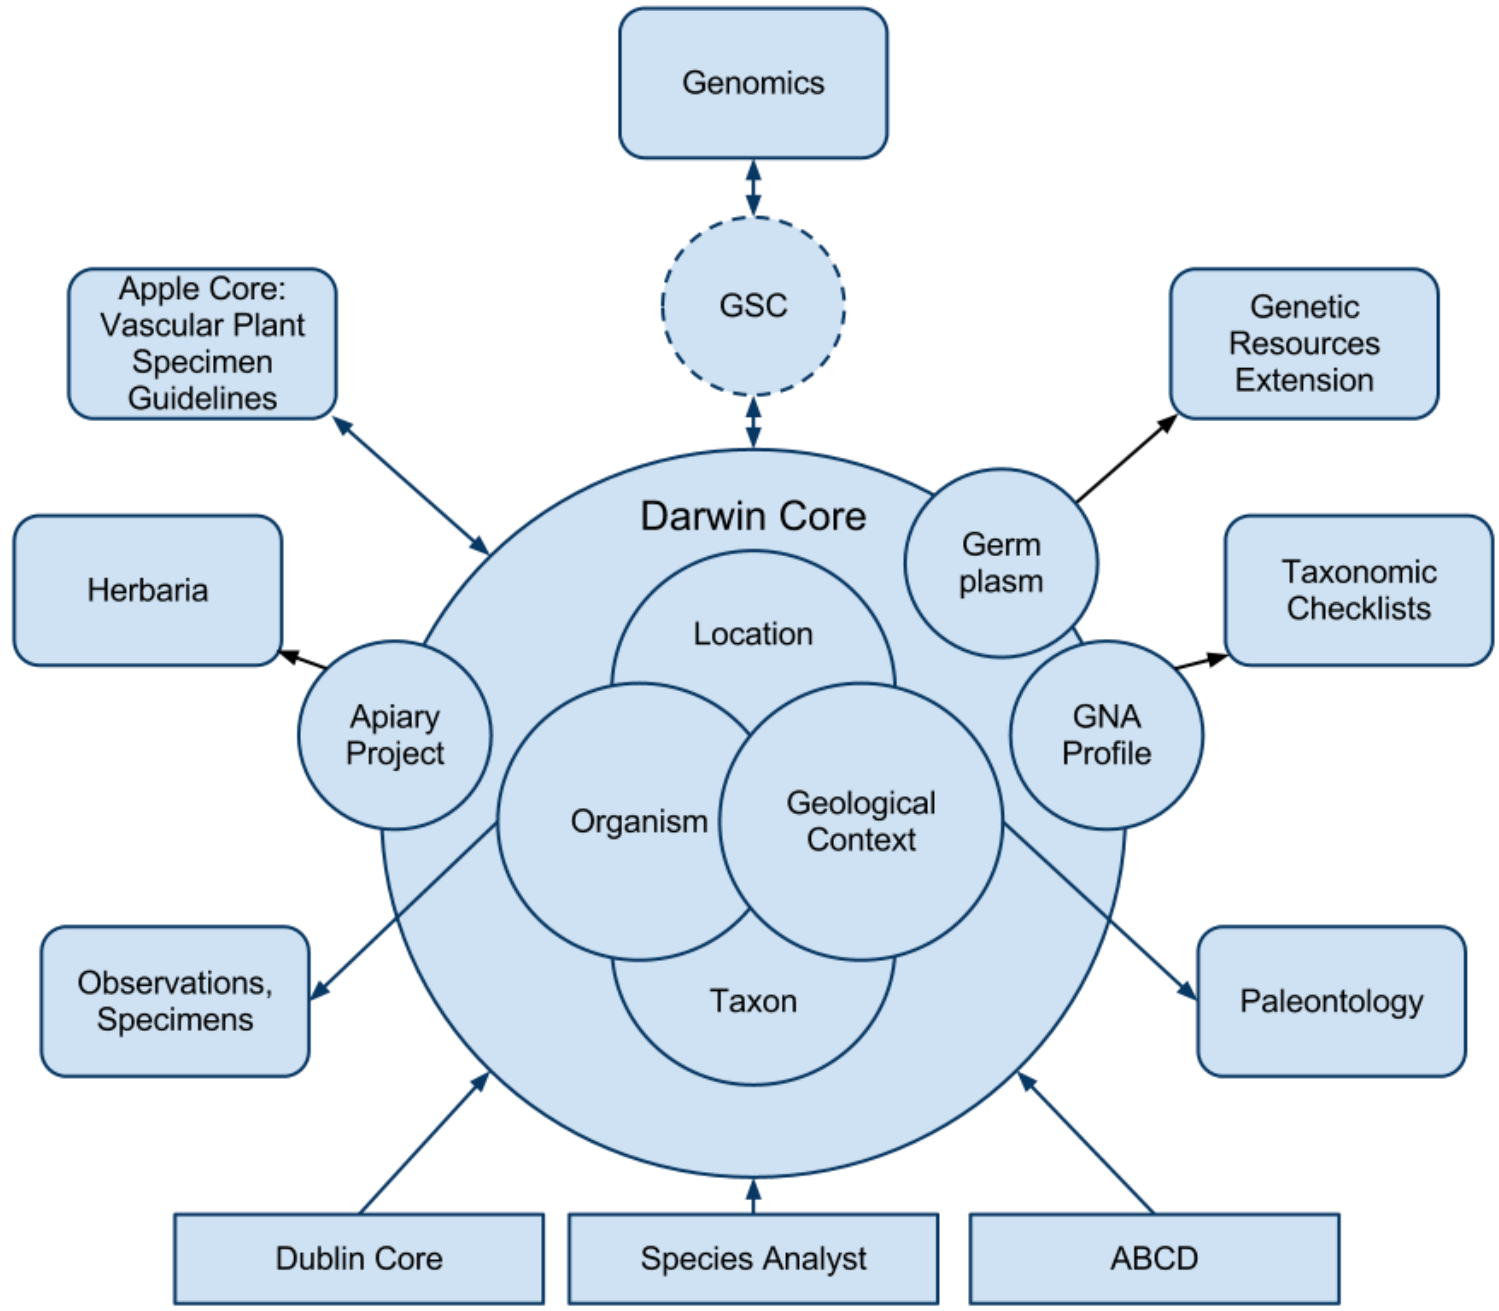 Genomics
GSC
Apple Core:
Vascular Plant
Specimen
Guidelines
Genetic
Resources
Extension
Darwin Core
Germ
plasm
Herbaria
Taxonomic
Checklists
Location
Apiary
Project
GNA
Profile
Organism
Geological
Context
Observations,
Specimens
Taxon
Paleontology
Dublin Core
Species Analyst
ABCD